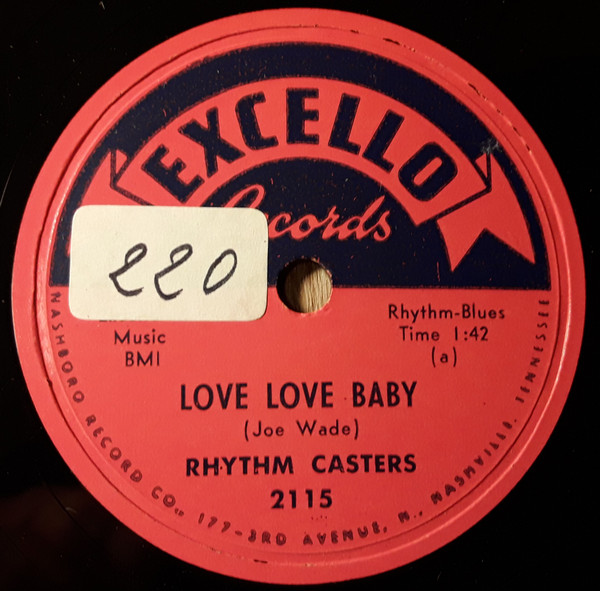 EXCELLO
Records
220
Music
BMI
Rhythm-Blues
Time 1:42
(a)
LOVE LOVE BABY
(Joe Wade)
RHYTHM CASTERS
2115
NASHBORO RECORD CO., 177-3RD AVENUE, N., NASHVILLE, TENNESSEE